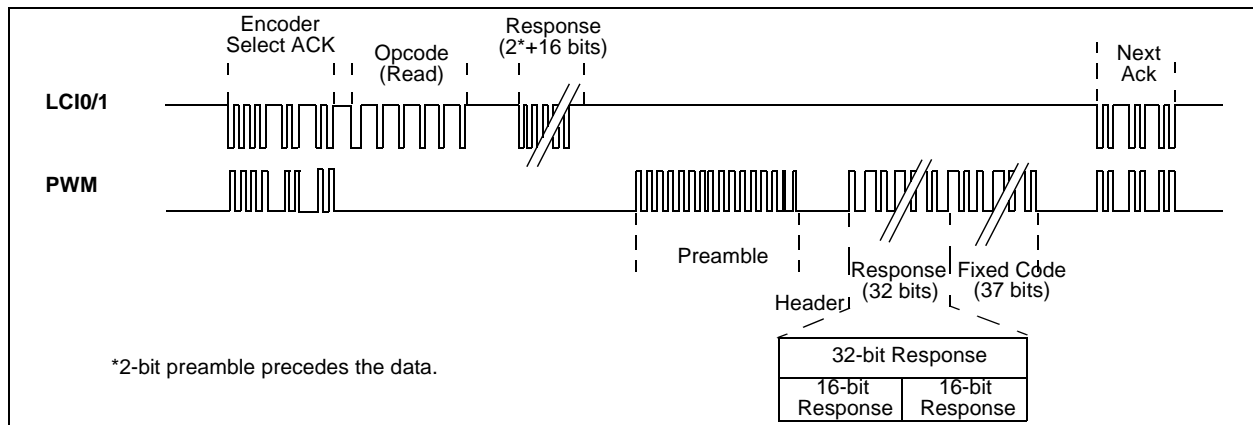 Encoder
Select ACK
Opcode
(Read)
Response
(2*+16 bits)
Next
Ack
LCI0/1
PWM
Preamble
Header
Response
(32 bits)
Fixed Code
(37 bits)
*2-bit preamble precedes the data.
32-bit Response
16-bit
Response
16-bit
Response